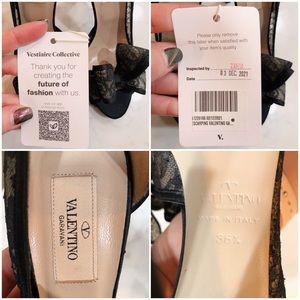 Vestiaire Collective
Thank you for
creating the
future of
fashion with us.
Please only remove
this label when satisfied with
your item's quality
Inspected by
03 DEC 2021
Date
V.
VALENTINO
GARAVANI
VALENTINO
MADE IN ITALY
36½